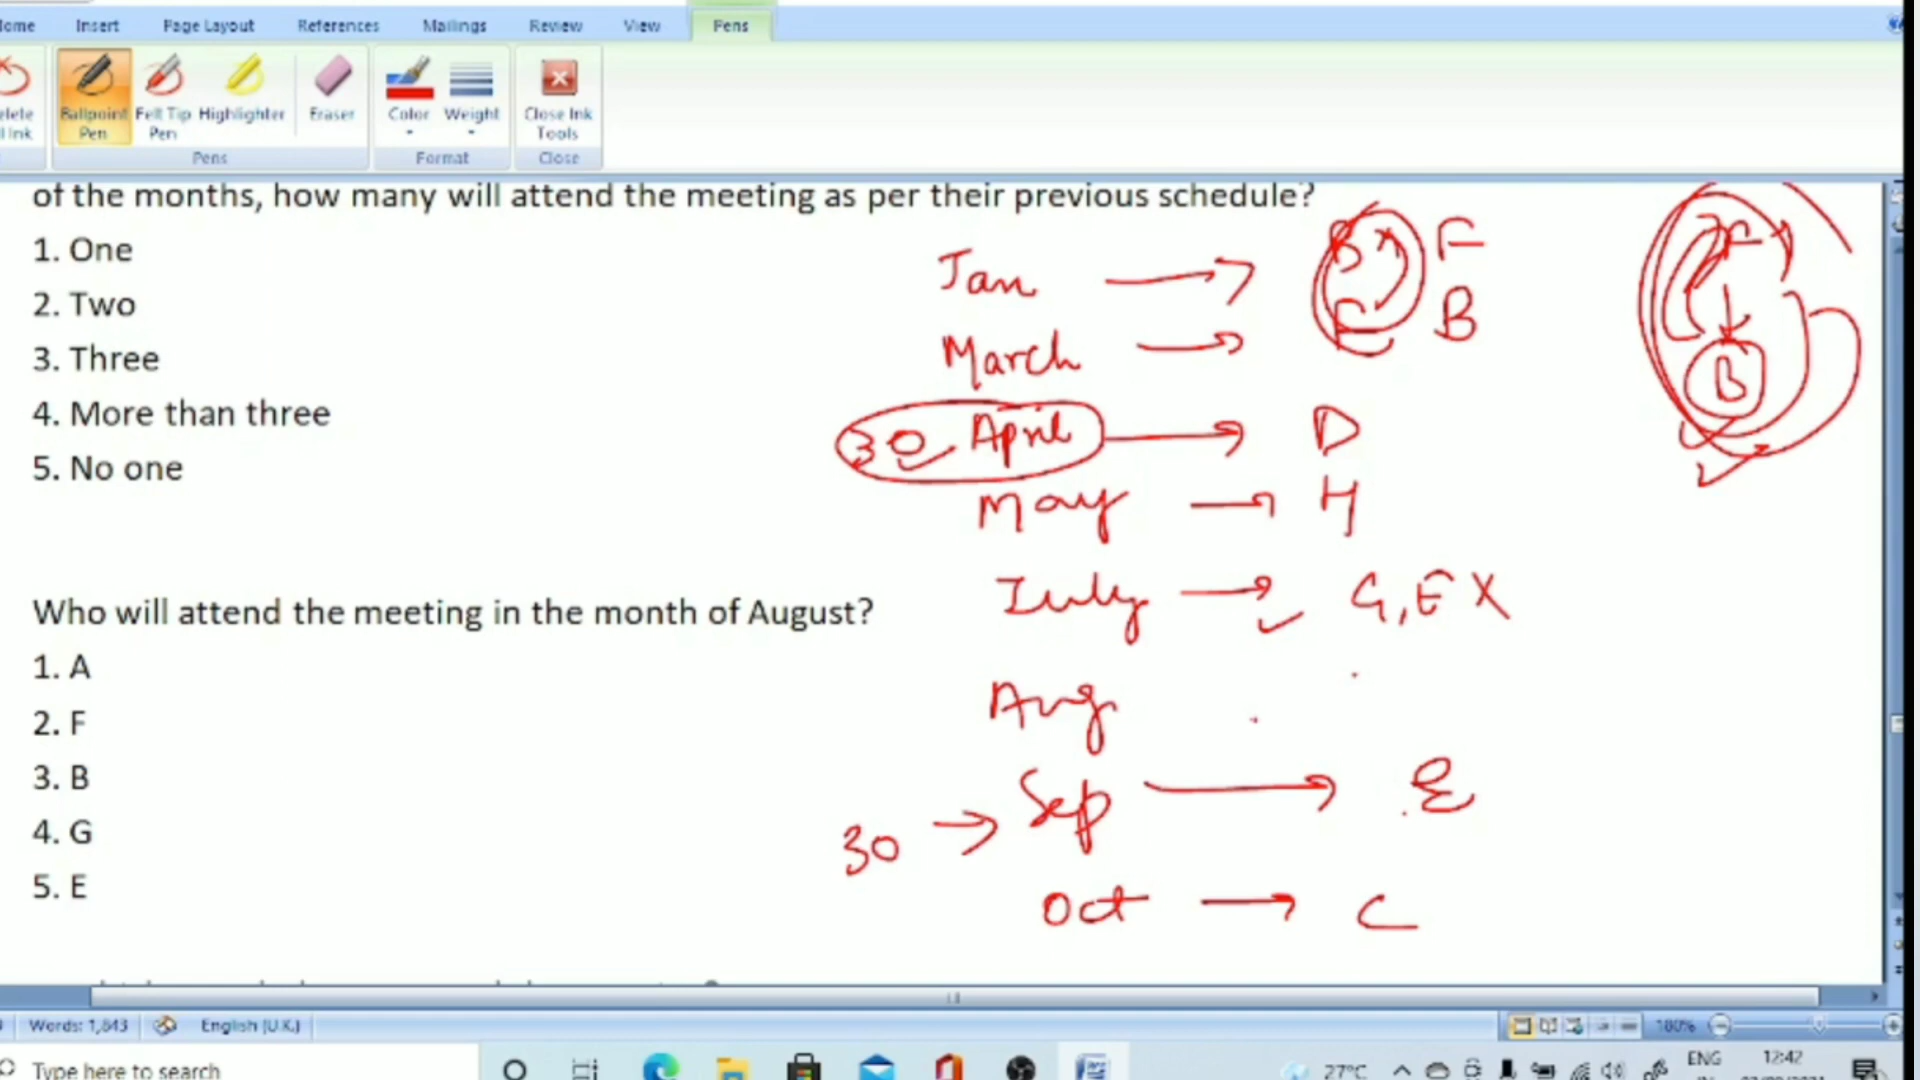 Home Insert Page Layout References Mailings Review View Pens
Ballpoint Pen Felt Tip Pen Highlighter Eraser Color Weight Close Ink Tools
Pens Format Close
of the months, how many will attend the meeting as per their previous schedule?
1. One
2. Two
3. Three
4. More than three
5. No one
Who will attend the meeting in the month of August?
1. A
2. F
3. B
4. G
5. E
Jan B F
March F B
30 April D
May H
July G, E X
Aug
30 Sep E
Oct C
F
B
Words: 1,843 English (U.K.) 180%
Type here to search 27°C ENG 12:42